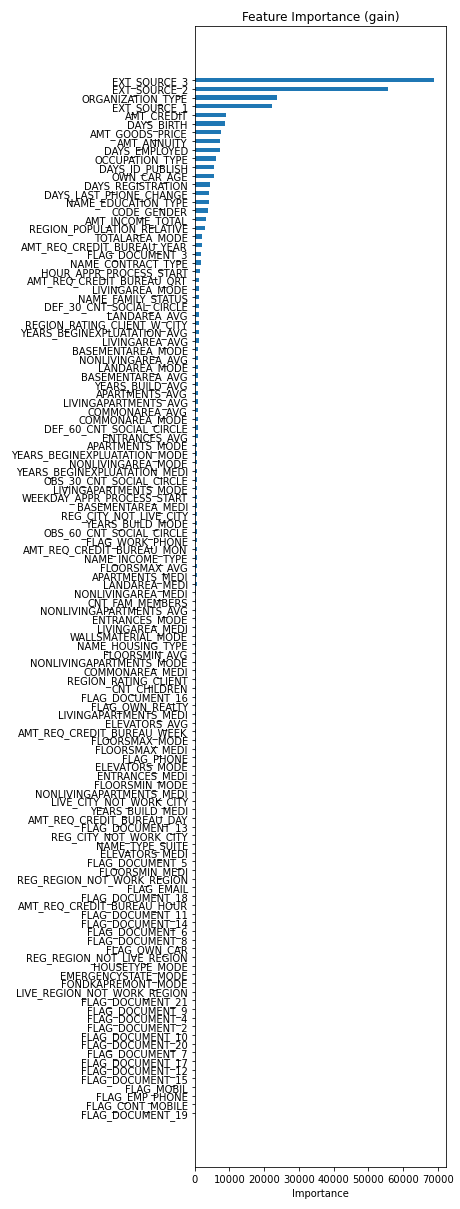 Feature Importance (gain)
EXT_SOURCE_3
EXT_SOURCE_2
ORGANIZATION_TYPE
EXT_SOURCE_1
AMT_CREDIT
DAYS_BIRTH
AMT_GOODS_PRICE
AMT_ANNUITY
DAYS_EMPLOYED
OCCUPATION_TYPE
DAYS_ID_PUBLISH
OWN_CAR_AGE
DAYS_REGISTRATION
DAYS_LAST_PHONE_CHANGE
NAME_EDUCATION_TYPE
CODE_GENDER
AMT_INCOME_TOTAL
REGION_POPULATION_RELATIVE
TOTALAREA_MODE
AMT_REQ_CREDIT_BUREAU_YEAR
FLAG_DOCUMENT_3
NAME_CONTRACT_TYPE
HOUR_APPR_PROCESS_START
AMT_REQ_CREDIT_BUREAU_QRT
LIVINGAREA_MODE
NAME_FAMILY_STATUS
DEF_30_CNT_SOCIAL_CIRCLE
LANDAREA_AVG
REGION_RATING_CLIENT_W_CITY
YEARS_BEGINEXPLUATATION_AVG
LIVINGAREA_AVG
BASEMENTAREA_MODE
NONLIVINGAREA_AVG
LANDAREA_MODE
BASEMENTAREA_AVG
YEARS_BUILD_AVG
APARTMENTS_AVG
LIVINGAPARTMENTS_AVG
COMMONAREA_AVG
COMMONAREA_MODE
DEF_60_CNT_SOCIAL_CIRCLE
ENTRANCES_AVG
APARTMENTS_MODE
YEARS_BEGINEXPLUATATION_MODE
NONLIVINGAREA_MODE
YEARS_BEGINEXPLUATATION_MEDI
OBS_30_CNT_SOCIAL_CIRCLE
LIVINGAPARTMENTS_MODE
WEEKDAY_APPR_PROCESS_START
BASEMENTAREA_MEDI
REG_CITY_NOT_LIVE_CITY
YEARS_BUILD_MODE
OBS_60_CNT_SOCIAL_CIRCLE
FLAG_WORK_PHONE
AMT_REQ_CREDIT_BUREAU_MON
NAME_INCOME_TYPE
FLOORSMAX_AVG
APARTMENTS_MEDI
LANDAREA_MEDI
NONLIVINGAREA_MEDI
CNT_FAM_MEMBERS
NONLIVINGAPARTMENTS_AVG
ENTRANCES_MODE
LIVINGAREA_MEDI
WALLSMATERIAL_MODE
NAME_HOUSING_TYPE
FLOORSMIN_AVG
NONLIVINGAPARTMENTS_MODE
COMMONAREA_MEDI
REGION_RATING_CLIENT
CNT_CHILDREN
FLAG_DOCUMENT_16
FLAG_OWN_REALTY
LIVINGAPARTMENTS_MEDI
ELEVATORS_AVG
AMT_REQ_CREDIT_BUREAU_WEEK
FLOORSMAX_MODE
FLOORSMAX_MEDI
FLAG_PHONE
ELEVATORS_MODE
ENTRANCES_MEDI
FLOORSMIN_MODE
NONLIVINGAPARTMENTS_MEDI
LIVE_CITY_NOT_WORK_CITY
YEARS_BUILD_MEDI
AMT_REQ_CREDIT_BUREAU_DAY
FLAG_DOCUMENT_13
REG_CITY_NOT_WORK_CITY
NAME_TYPE_SUITE
ELEVATORS_MEDI
FLAG_DOCUMENT_5
FLOORSMIN_MEDI
REG_REGION_NOT_WORK_REGION
FLAG_EMAIL
FLAG_DOCUMENT_18
AMT_REQ_CREDIT_BUREAU_HOUR
FLAG_DOCUMENT_11
FLAG_DOCUMENT_14
FLAG_DOCUMENT_6
FLAG_DOCUMENT_8
FLAG_OWN_CAR
REG_REGION_NOT_LIVE_REGION
HOUSETYPE_MODE
EMERGENCYSTATE_MODE
FONDKAPREMONT_MODE
LIVE_REGION_NOT_WORK_REGION
FLAG_DOCUMENT_21
FLAG_DOCUMENT_9
FLAG_DOCUMENT_4
FLAG_DOCUMENT_2
FLAG_DOCUMENT_10
FLAG_DOCUMENT_20
FLAG_DOCUMENT_7
FLAG_DOCUMENT_17
FLAG_DOCUMENT_12
FLAG_DOCUMENT_15
FLAG_MOBIL
FLAG_EMP_PHONE
FLAG_CONT_MOBILE
FLAG_DOCUMENT_19
0 10000 20000 30000 40000 50000 60000 70000
Importance